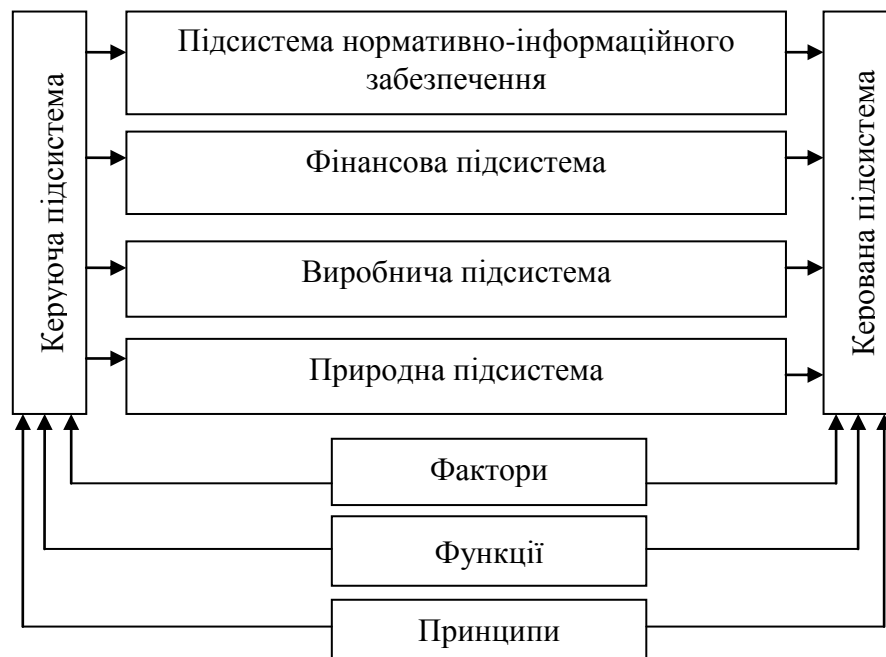 Керуюча підсистема
Підсистема нормативно-інформаційного
забезпечення
Фінансова підсистема
Виробнича підсистема
Природна підсистема
Керована підсистема
Фактори
Функції
Принципи